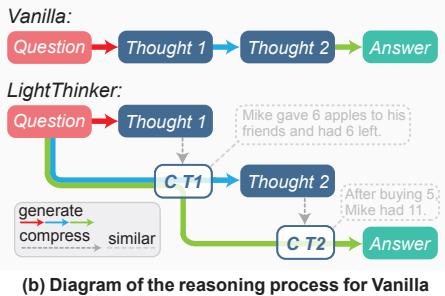 Vanilla:
Question
Thought 1
Thought 2
Answer
LightThinker:
Question
Thought 1
Mike gave 6 apples to his
friends and had 6 left.
C T1
Thought 2
After buying 5,
Mike had 11.
generate
compress
similar
C T2
Answer
(b) Diagram of the reasoning process for Vanilla